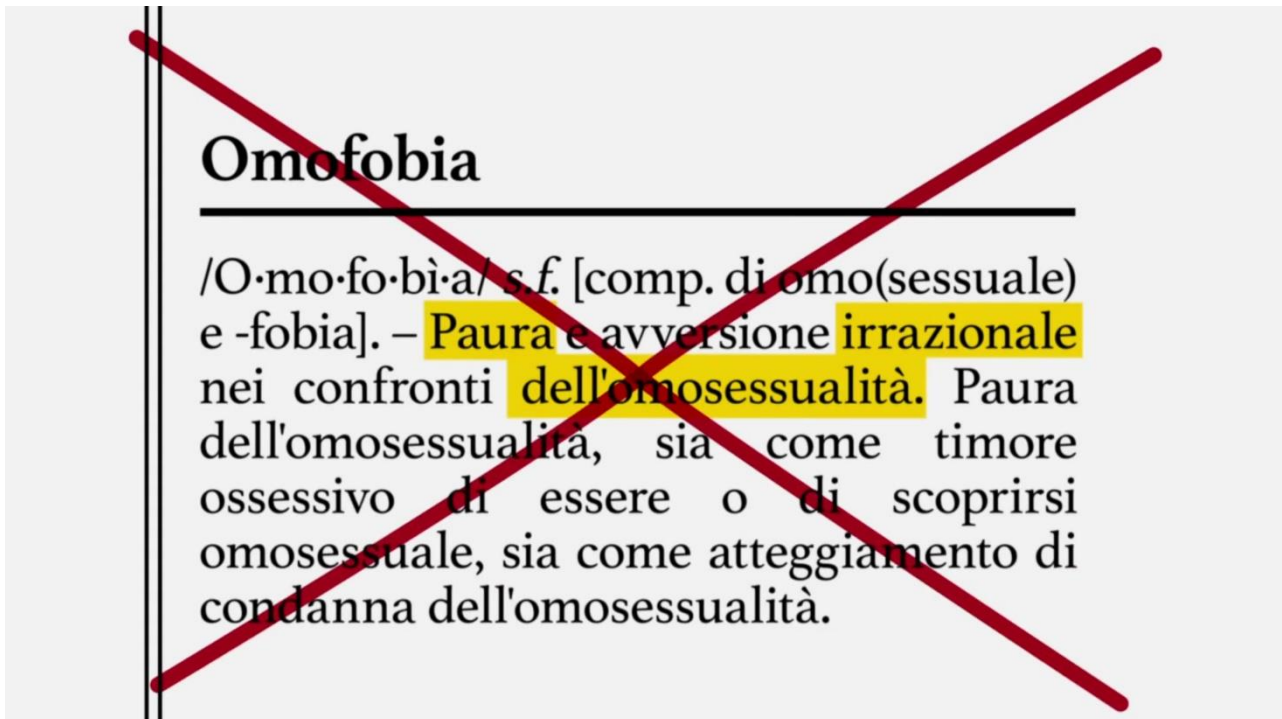 Omofobia
/O·mo·fo·bì·a/ s.f. [comp. di omo(sessuale)
e -fobia]. – Paura e avversione irrazionale
nei confronti dell'omosessualità. Paura
dell'omosessualità, sia come timore
ossessivo di essere o di scoprirsi
omosessuale, sia come atteggiamento di
condanna dell'omosessualità.